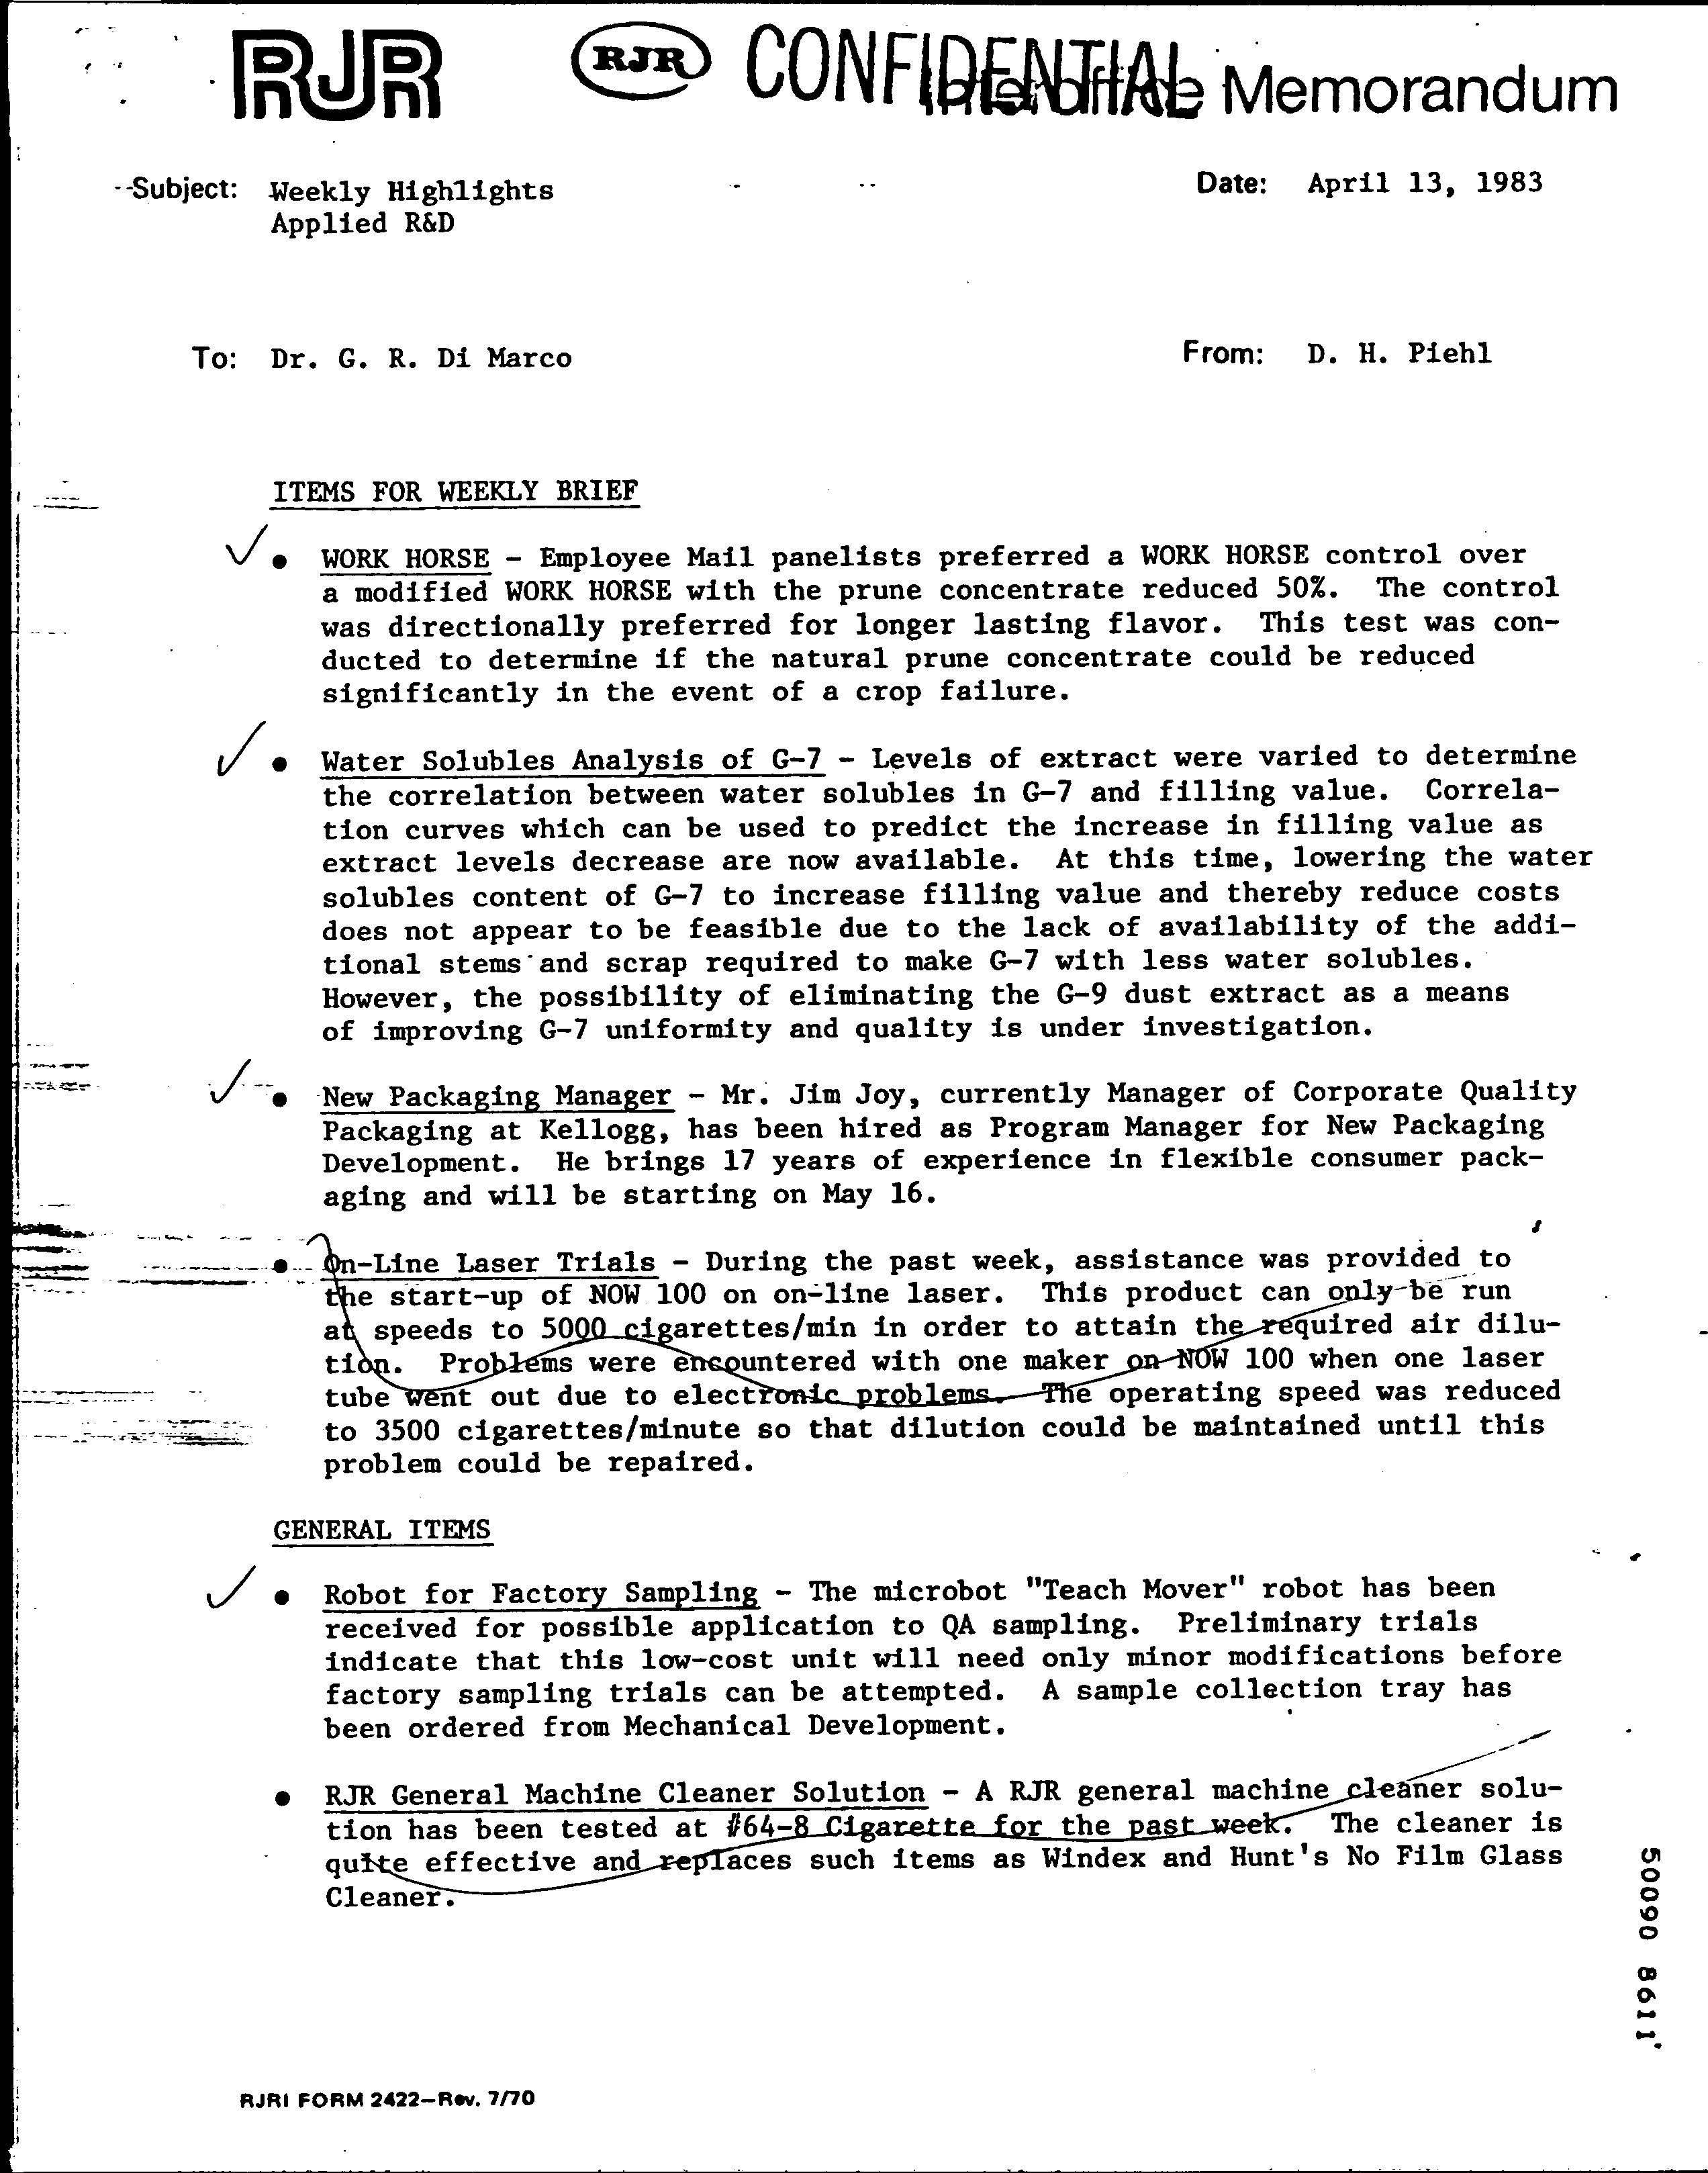 RJR RJR CONFIDENTIAL Interoffice Memorandum
Subject: Weekly Highlights Date: April 13, 1983
Applied R&D
To: Dr. G. R. Di Marco From: D. H. Piehl
ITEMS FOR WEEKLY BRIEF
• WORK HORSE - Employee Mail panelists preferred a WORK HORSE control over
a modified WORK HORSE with the prune concentrate reduced 50%. The control
was directionally preferred for longer lasting flavor. This test was con-
ducted to determine if the natural prune concentrate could be reduced
significantly in the event of a crop failure.
• Water Solubles Analysis of G-7 - Levels of extract were varied to determine
the correlation between water solubles in G-7 and filling value. Correla-
tion curves which can be used to predict the increase in filling value as
extract levels decrease are now available. At this time, lowering the water
solubles content of G-7 to increase filling value and thereby reduce costs
does not appear to be feasible due to the lack of availability of the addi-
tional stems and scrap required to make G-7 with less water solubles.
However, the possibility of eliminating the G-9 dust extract as a means
of improving G-7 uniformity and quality is under investigation.
• New Packaging Manager - Mr. Jim Joy, currently Manager of Corporate Quality
Packaging at Kellogg, has been hired as Program Manager for New Packaging
Development. He brings 17 years of experience in flexible consumer pack-
aging and will be starting on May 16.
• On-Line Laser Trials - During the past week, assistance was provided to
the start-up of NOW 100 on on-line laser. This product can only be run
at speeds to 5000 cigarettes/min in order to attain the required air dilu-
tion. Problems were encountered with one maker on NOW 100 when one laser
tube went out due to electronic problems. The operating speed was reduced
to 3500 cigarettes/minute so that dilution could be maintained until this
problem could be repaired.
GENERAL ITEMS
• Robot for Factory Sampling - The microbot "Teach Mover" robot has been
received for possible application to QA sampling. Preliminary trials
indicate that this low-cost unit will need only minor modifications before
factory sampling trials can be attempted. A sample collection tray has
been ordered from Mechanical Development.
• RJR General Machine Cleaner Solution - A RJR general machine cleaner solu-
tion has been tested at #64-8 Cigarette for the past week. The cleaner is
quite effective and replaces such items as Windex and Hunt's No Film Glass
Cleaner.
50090 8611
RJRI FORM 2422-Rev. 7/70